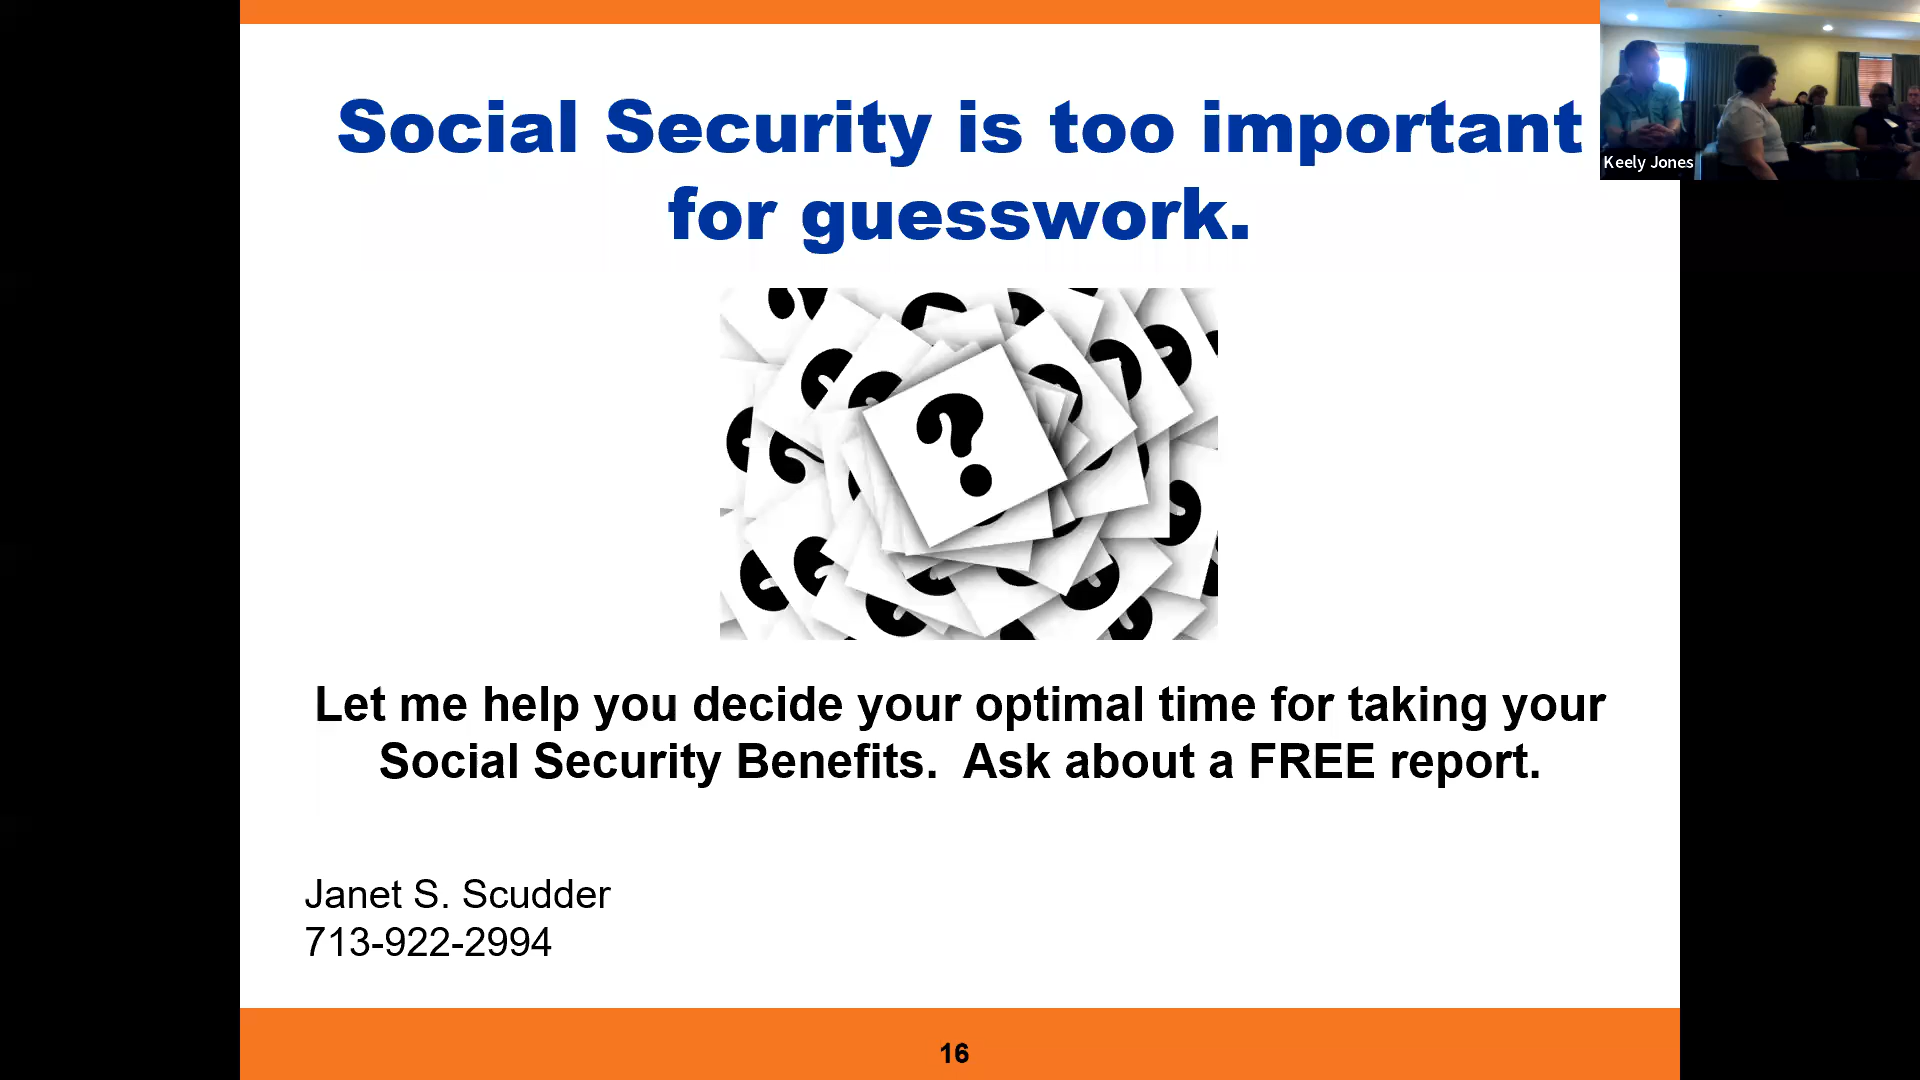 Social Security is too important
for guesswork.
Keely Jones
?
Let me help you decide your optimal time for taking your
Social Security Benefits.  Ask about a FREE report.
Janet S. Scudder
713-922-2994
16